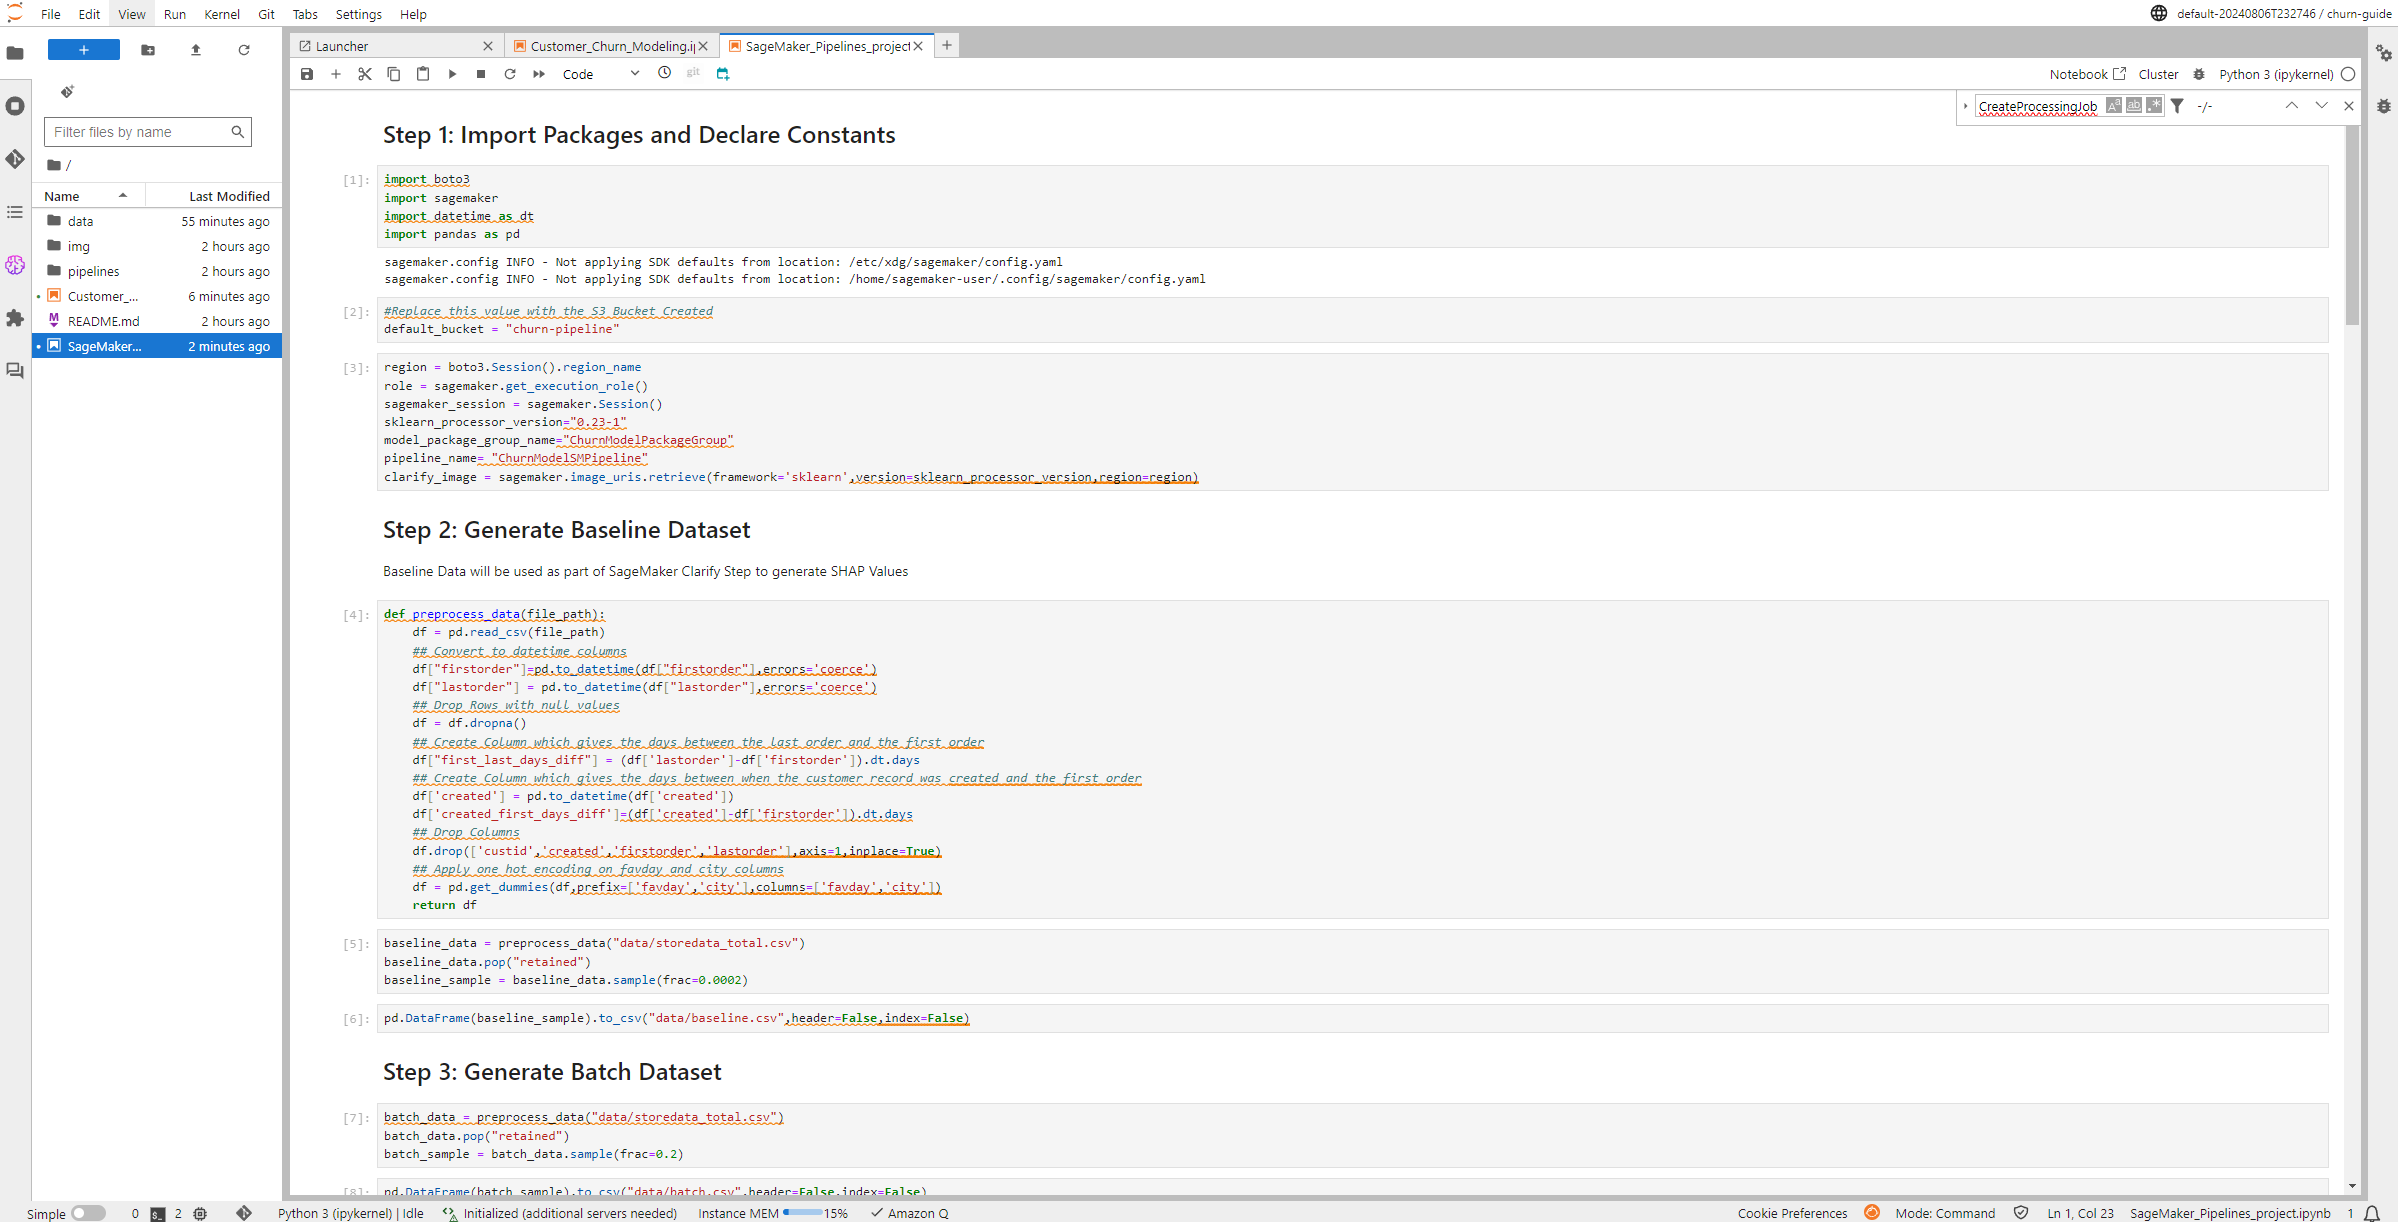 File Edit View Run Kernel Git Tabs Settings Help
default-20240806T232746 / churn-guide
Launcher
Customer_Churn_Modeling.ip
SageMaker_Pipelines_project
Code
git
Notebook
Cluster
Python 3 (ipykernel)
Filter files by name
/
Name Last Modified
data 55 minutes ago
img 2 hours ago
pipelines 2 hours ago
Customer_... 6 minutes ago
README.md 2 hours ago
SageMaker... 2 minutes ago
CreateProcessingJob
-/-
Step 1: Import Packages and Declare Constants
[1]:
import boto3
import sagemaker
import datetime as dt
import pandas as pd
sagemaker.config INFO - Not applying SDK defaults from location: /etc/xdg/sagemaker/config.yaml
sagemaker.config INFO - Not applying SDK defaults from location: /home/sagemaker-user/.config/sagemaker/config.yaml
[2]:
#Replace this value with the S3 Bucket Created
default_bucket = "churn-pipeline"
[3]:
region = boto3.Session().region_name
role = sagemaker.get_execution_role()
sagemaker_session = sagemaker.Session()
sklearn_processor_version="0.23-1"
model_package_group_name="ChurnModelPackageGroup"
pipeline_name= "ChurnModelSMPipeline"
clarify_image = sagemaker.image_uris.retrieve(framework='sklearn',version=sklearn_processor_version,region=region)
Step 2: Generate Baseline Dataset
Baseline Data will be used as part of SageMaker Clarify Step to generate SHAP Values
[4]:
def preprocess_data(file_path):
    df = pd.read_csv(file_path)
    ## Convert to datetime columns
    df["firstorder"]=pd.to_datetime(df["firstorder"],errors='coerce')
    df["lastorder"] = pd.to_datetime(df["lastorder"],errors='coerce')
    ## Drop Rows with null values
    df = df.dropna()
    ## Create Column which gives the days between the last order and the first order
    df["first_last_days_diff"] = (df['lastorder']-df['firstorder']).dt.days
    ## Create Column which gives the days between when the customer record was created and the first order
    df['created'] = pd.to_datetime(df['created'])
    df['created_first_days_diff']=(df['created']-df['firstorder']).dt.days
    ## Drop Columns
    df.drop(['custid','created','firstorder','lastorder'],axis=1,inplace=True)
    ## Apply one hot encoding on favday and city columns
    df = pd.get_dummies(df,prefix=['favday','city'],columns=['favday','city'])
    return df
[5]:
baseline_data = preprocess_data("data/storedata_total.csv")
baseline_data.pop("retained")
baseline_sample = baseline_data.sample(frac=0.0002)
[6]:
pd.DataFrame(baseline_sample).to_csv("data/baseline.csv",header=False,index=False)
Step 3: Generate Batch Dataset
[7]:
batch_data = preprocess_data("data/storedata_total.csv")
batch_data.pop("retained")
batch_sample = batch_data.sample(frac=0.2)
[8]:
pd.DataFrame(batch_sample).to_csv("data/batch.csv",header=False,index=False)
Simple 0 2 Python 3 (ipykernel) | Idle Initialized (additional servers needed) Instance MEM 15% Amazon Q
Cookie Preferences Mode: Command Ln 1, Col 23 SageMaker_Pipelines_project.ipynb 1